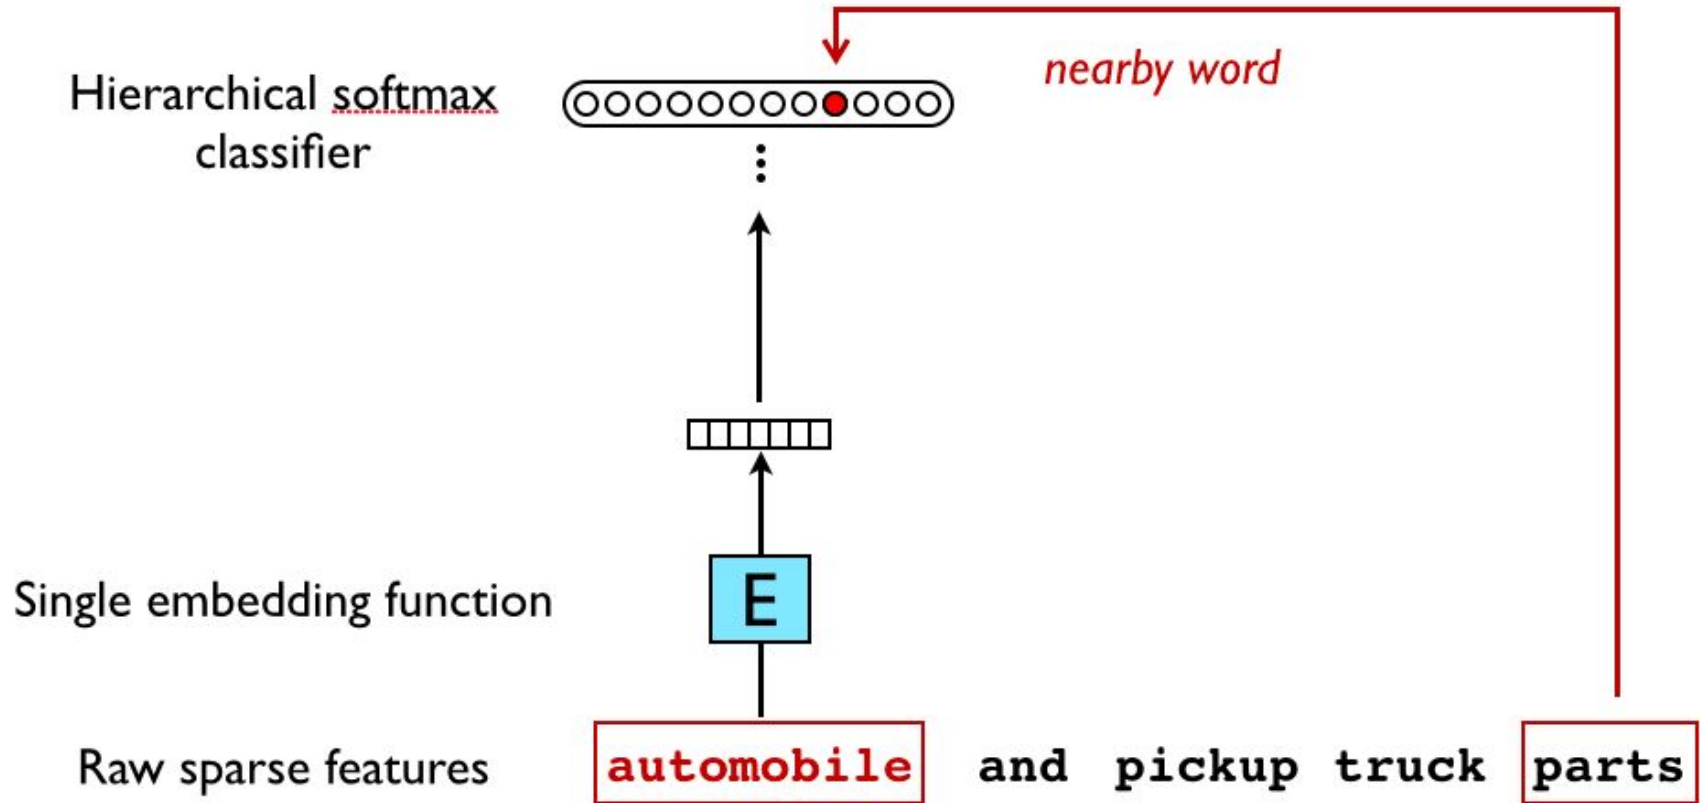 nearby word
Hierarchical softmax
classifier
E
Single embedding function
Raw sparse features
automobile and pickup truck parts